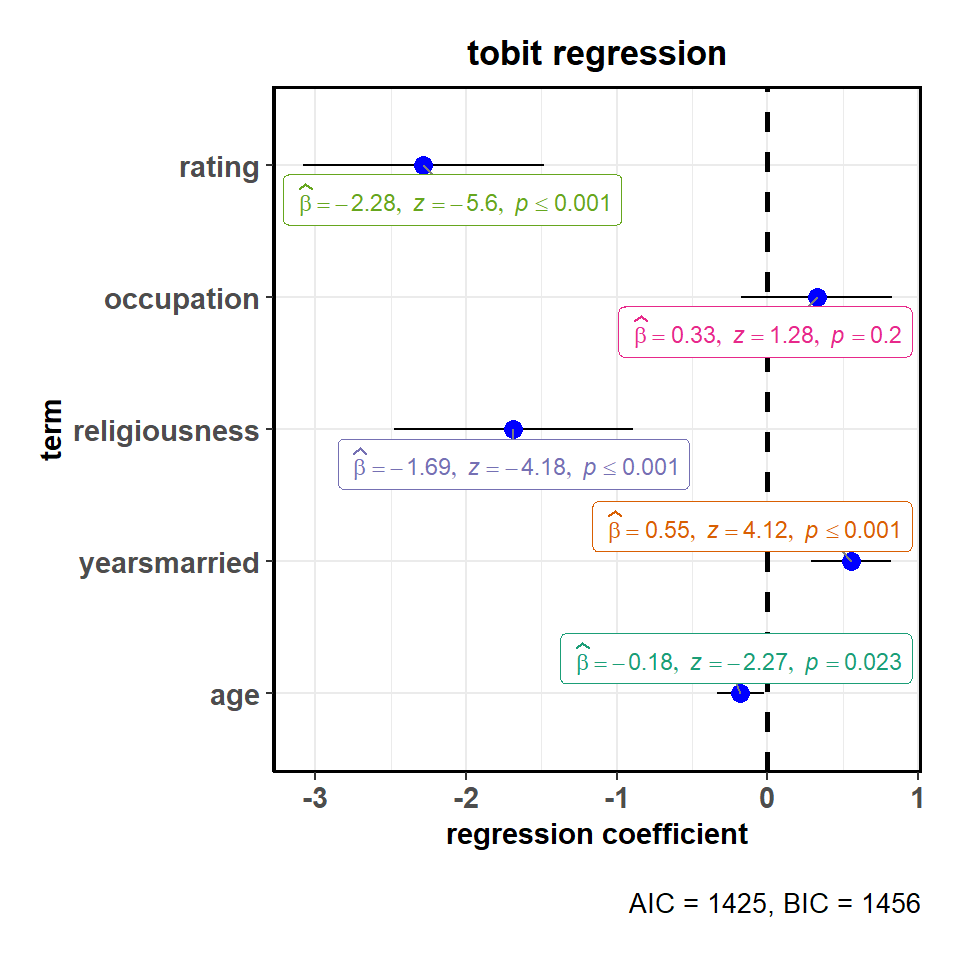 tobit regression
rating
β̂ = −2.28, z = −5.6, p ≤ 0.001
occupation
β̂ = 0.33, z = 1.28, p = 0.2
term
religiousness
β̂ = −1.69, z = −4.18, p ≤ 0.001
β̂ = 0.55, z = 4.12, p ≤ 0.001
yearsmarried
β̂ = −0.18, z = −2.27, p = 0.023
age
-3 -2 -1 0 1
regression coefficient
AIC = 1425, BIC = 1456